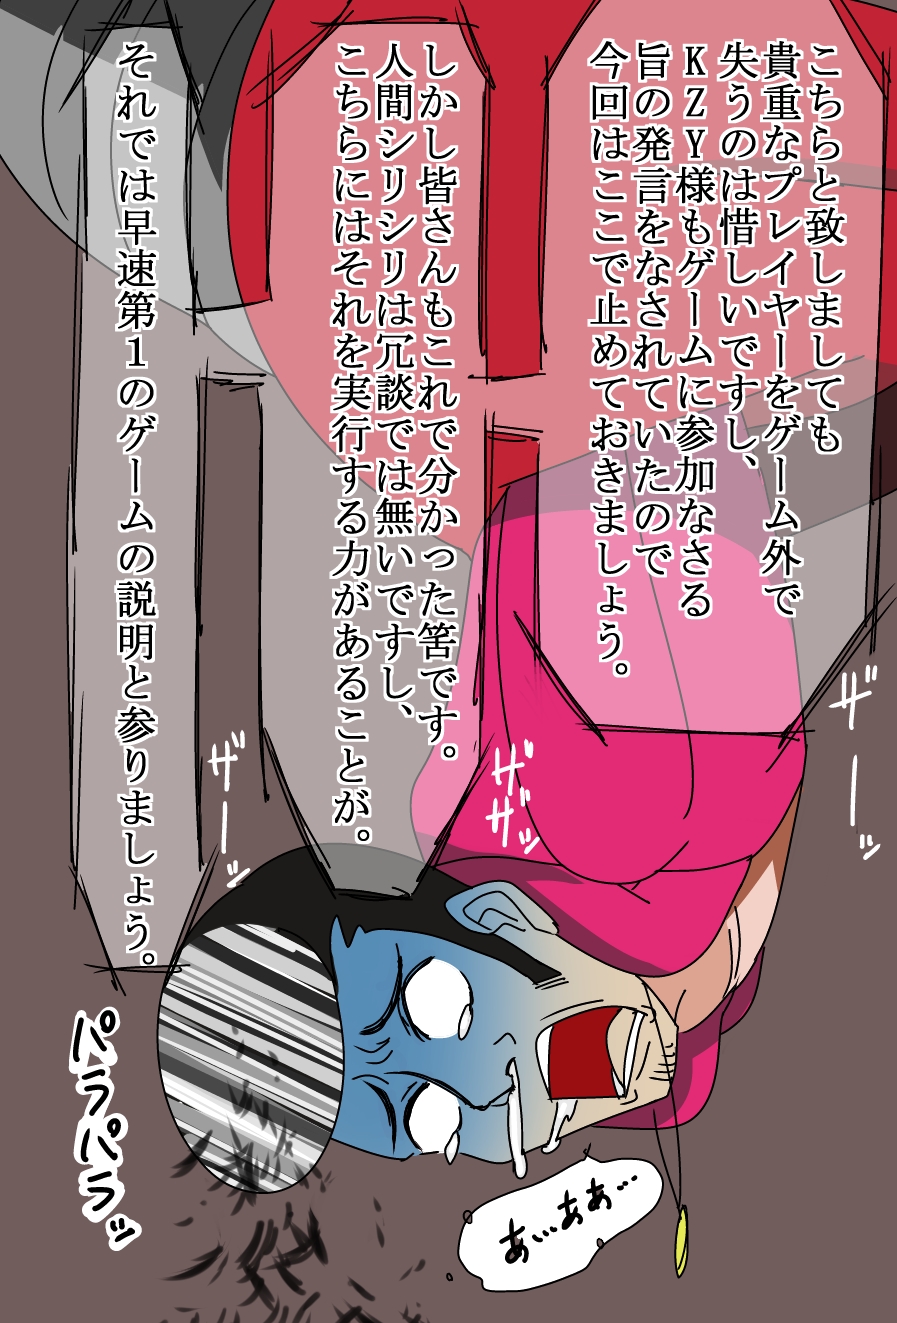 こちらと致しましても
貴重なプレイヤーをゲーム外で
失うのは惜しいですし、
KZY様もゲームに参加なさる
旨の発言をなされていたので
今回はここで止めておきましょう。
しかし皆さんもこれで分かった筈です。
人間シリシリは冗談では無いですし、
こちらにはそれを実行する力があることが。
それでは早速第1のゲームの説明と参りましょう。
ザーッ
ザザッ
ザーッ
パラパラッ
あ…ああ…